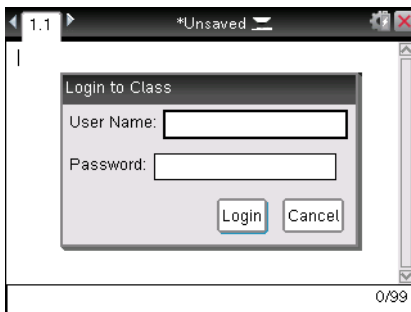 1.1 *Unsaved
Login to Class
User Name:
Password:
Login Cancel
0/99